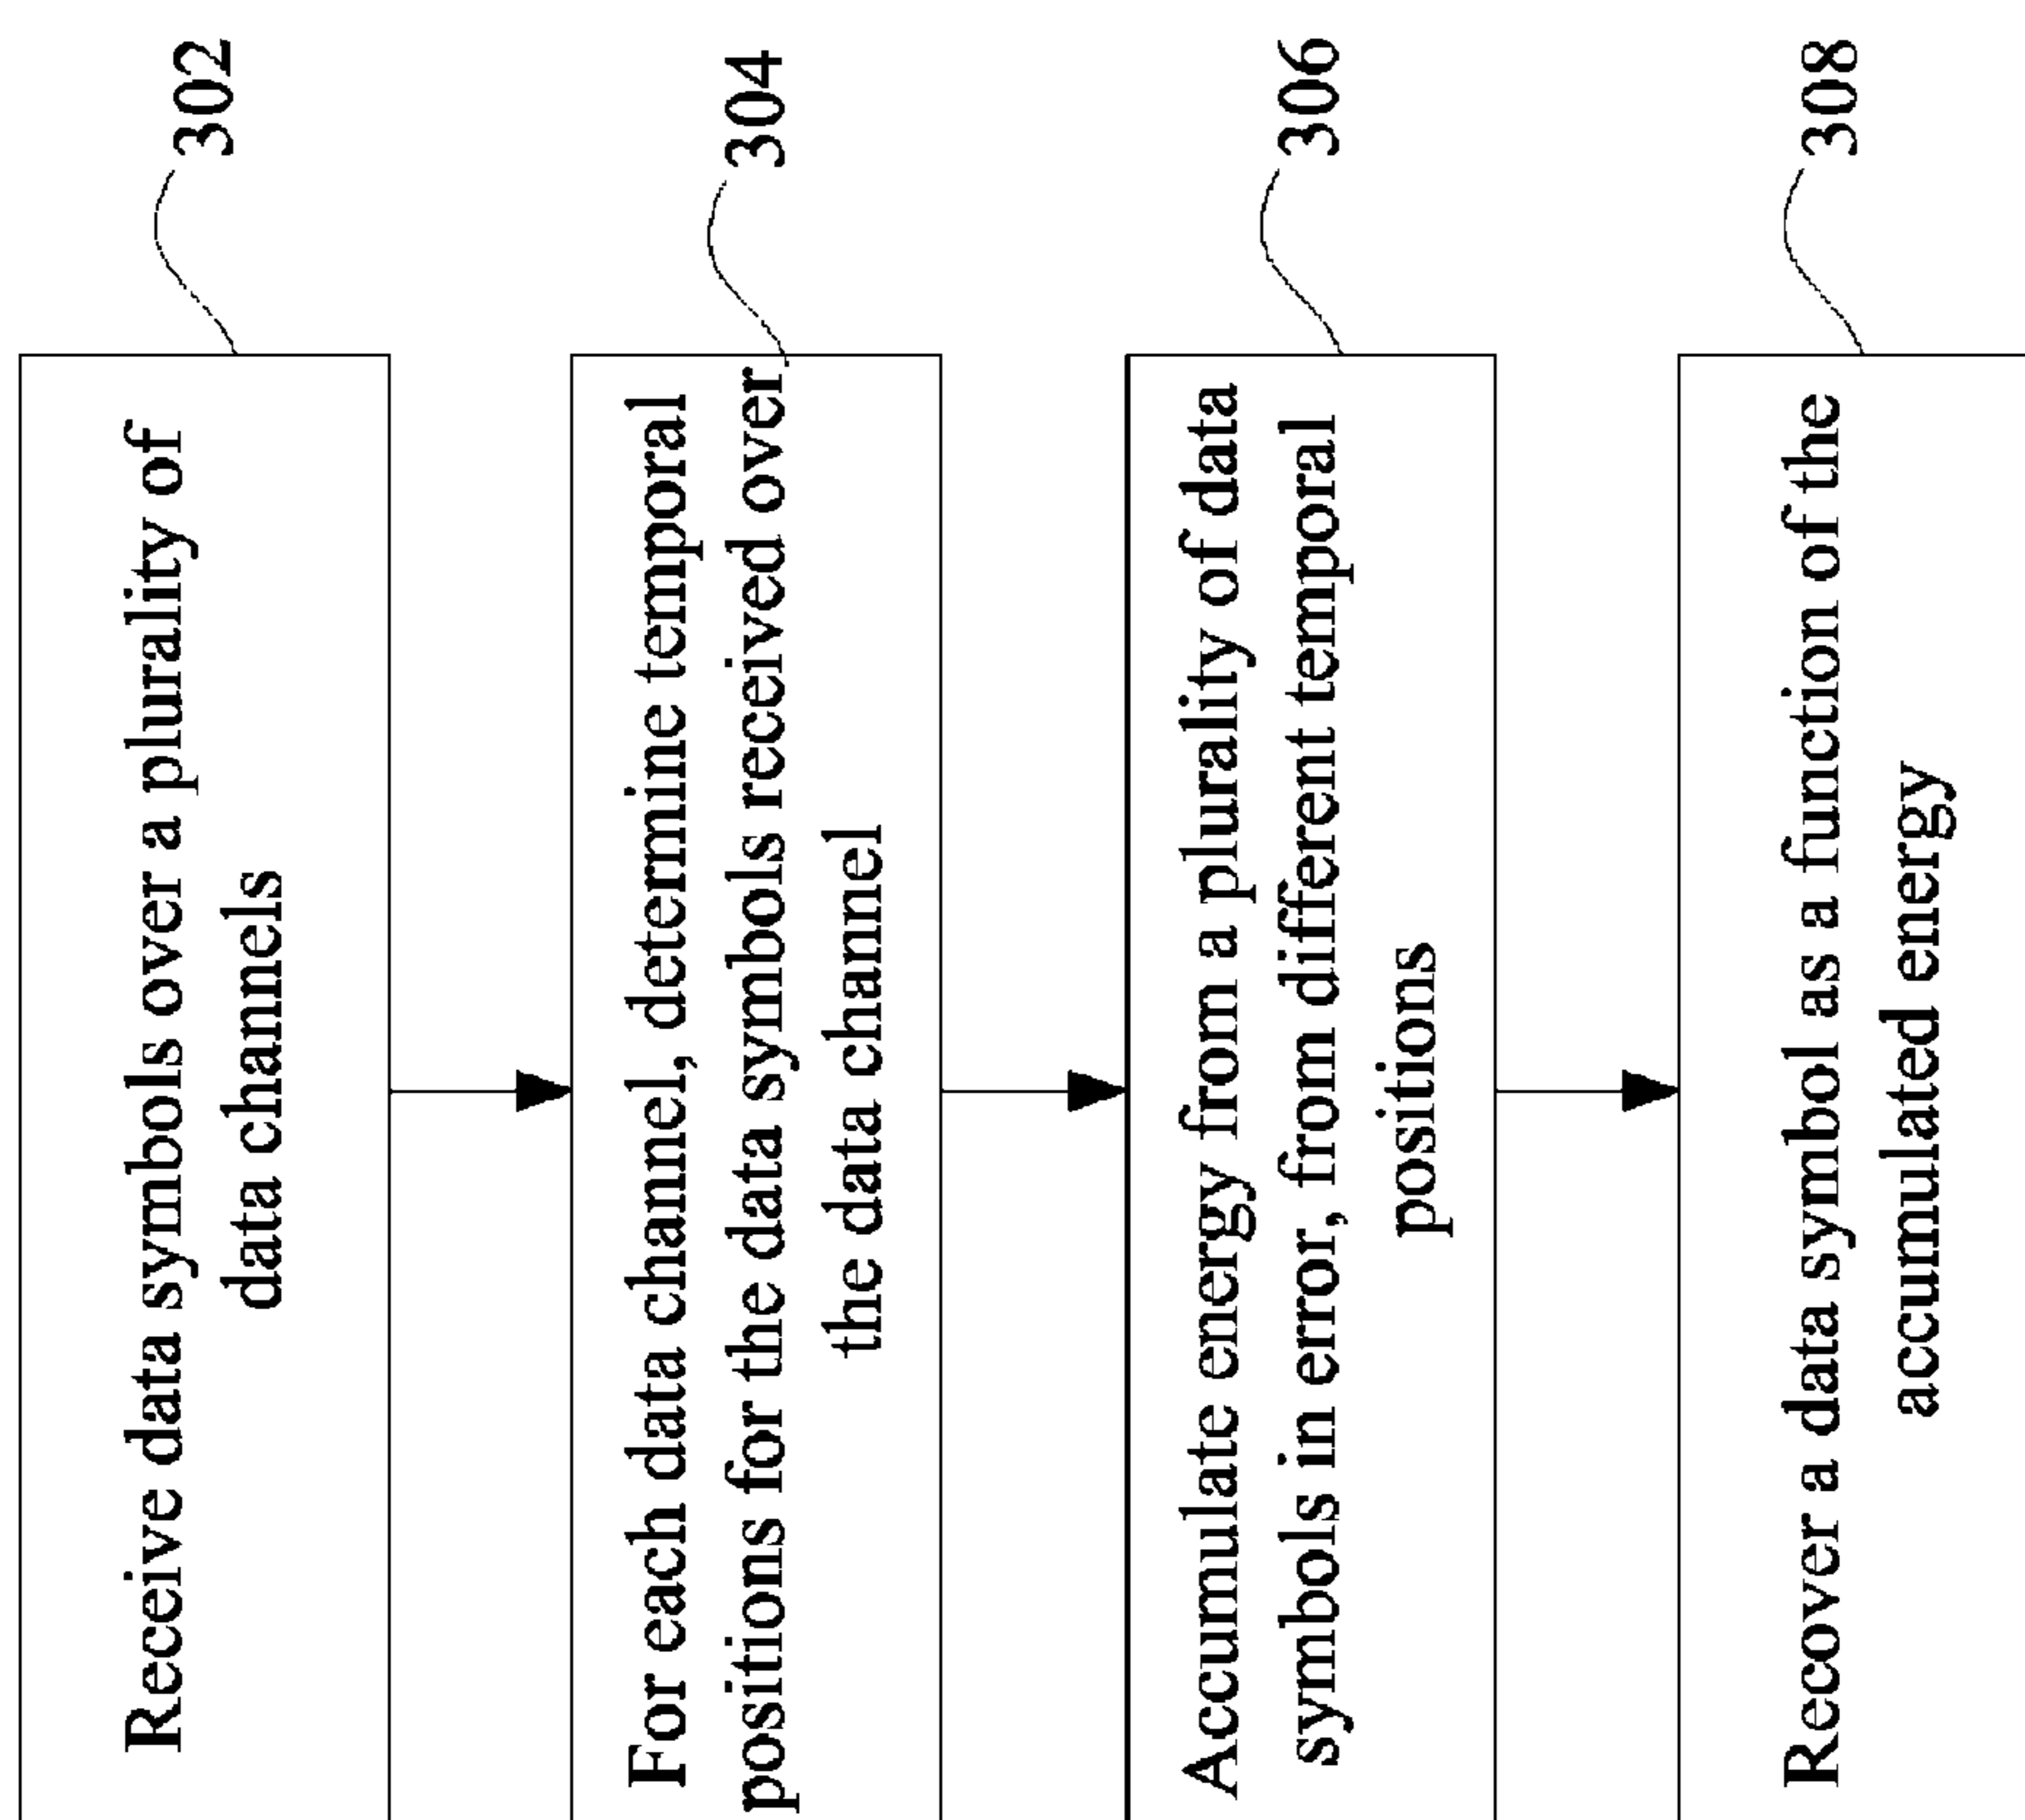 Receive data symbols over a plurality of
data channels
302
For each data channel, determine temporal
positions for the data symbols received over
the data channel
304
Accumulate energy from a plurality of data
symbols in error, from different temporal
positions
306
Recover a data symbol as a function of the
accumulated energy
308